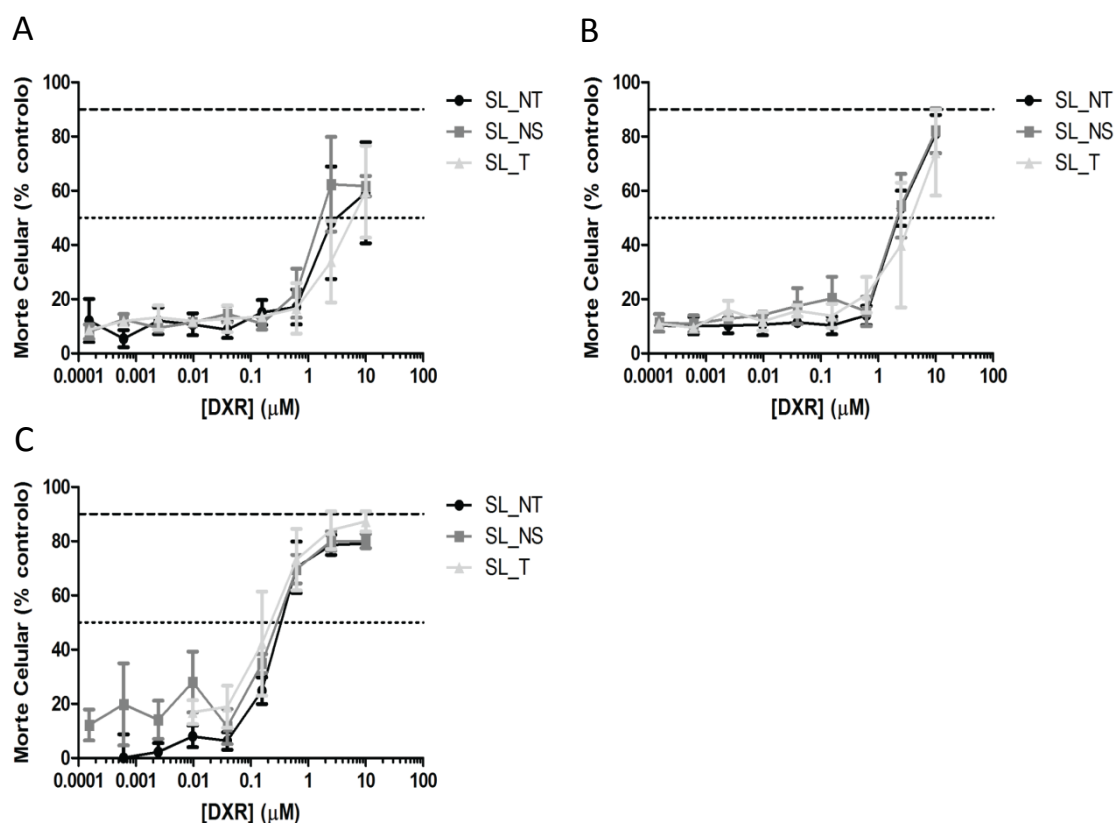 A
Morte Celular (% controlo)
100
80
60
40
20
0
0.0001 0.001 0.01 0.1 1 10 100
[DXR] (μM)
SL_NT
SL_NS
SL_T
B
Morte Celular (% controlo)
100
80
60
40
20
0
0.0001 0.001 0.01 0.1 1 10 100
[DXR] (μM)
SL_NT
SL_NS
SL_T
C
Morte Celular (% controlo)
100
80
60
40
20
0
0.0001 0.001 0.01 0.1 1 10 100
[DXR] (μM)
SL_NT
SL_NS
SL_T